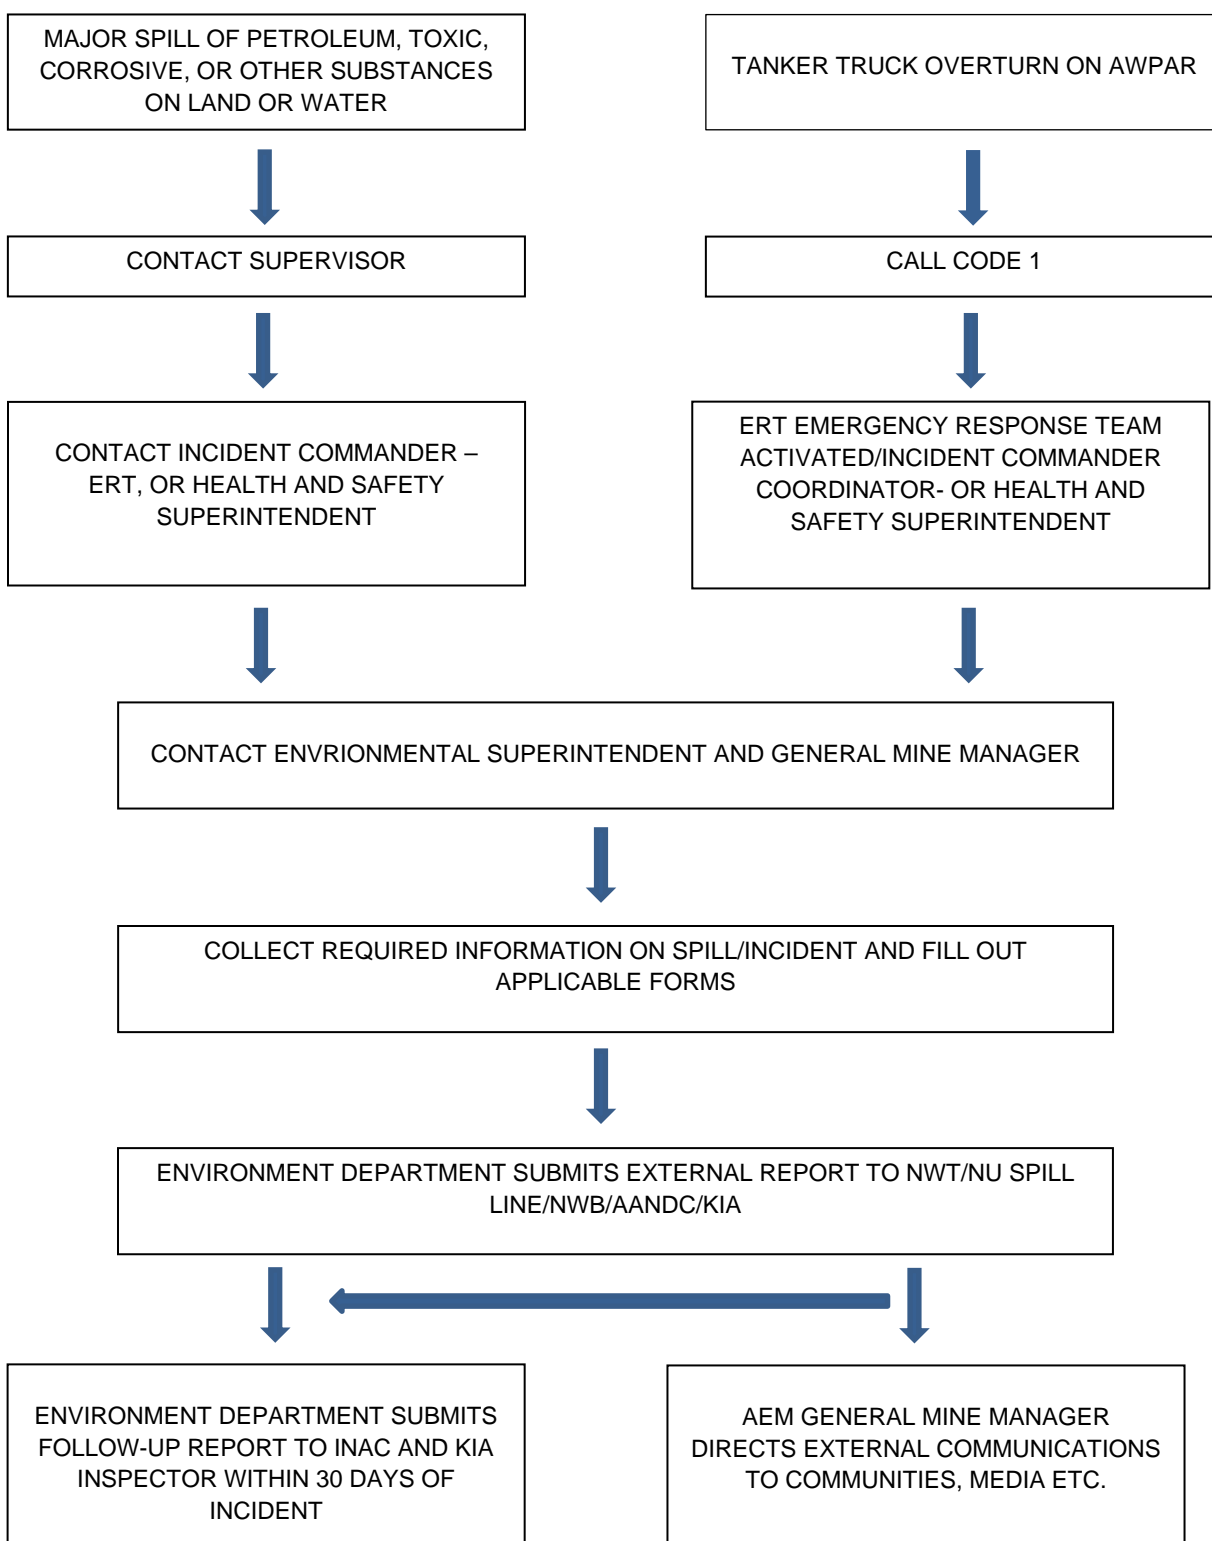 MAJOR SPILL OF PETROLEUM, TOXIC,
CORROSIVE, OR OTHER SUBSTANCES
ON LAND OR WATER
TANKER TRUCK OVERTURN ON AWPAR
CONTACT SUPERVISOR
CALL CODE 1
CONTACT INCIDENT COMMANDER –
ERT, OR HEALTH AND SAFETY
SUPERINTENDENT
ERT EMERGENCY RESPONSE TEAM
ACTIVATED/INCIDENT COMMANDER
COORDINATOR- OR HEALTH AND
SAFETY SUPERINTENDENT
CONTACT ENVRIONMENTAL SUPERINTENDENT AND GENERAL MINE MANAGER
COLLECT REQUIRED INFORMATION ON SPILL/INCIDENT AND FILL OUT
APPLICABLE FORMS
ENVIRONMENT DEPARTMENT SUBMITS EXTERNAL REPORT TO NWT/NU SPILL
LINE/NWB/AANDC/KIA
ENVIRONMENT DEPARTMENT SUBMITS
FOLLOW-UP REPORT TO INAC AND KIA
INSPECTOR WITHIN 30 DAYS OF
INCIDENT
AEM GENERAL MINE MANAGER
DIRECTS EXTERNAL COMMUNICATIONS
TO COMMUNITIES, MEDIA ETC.